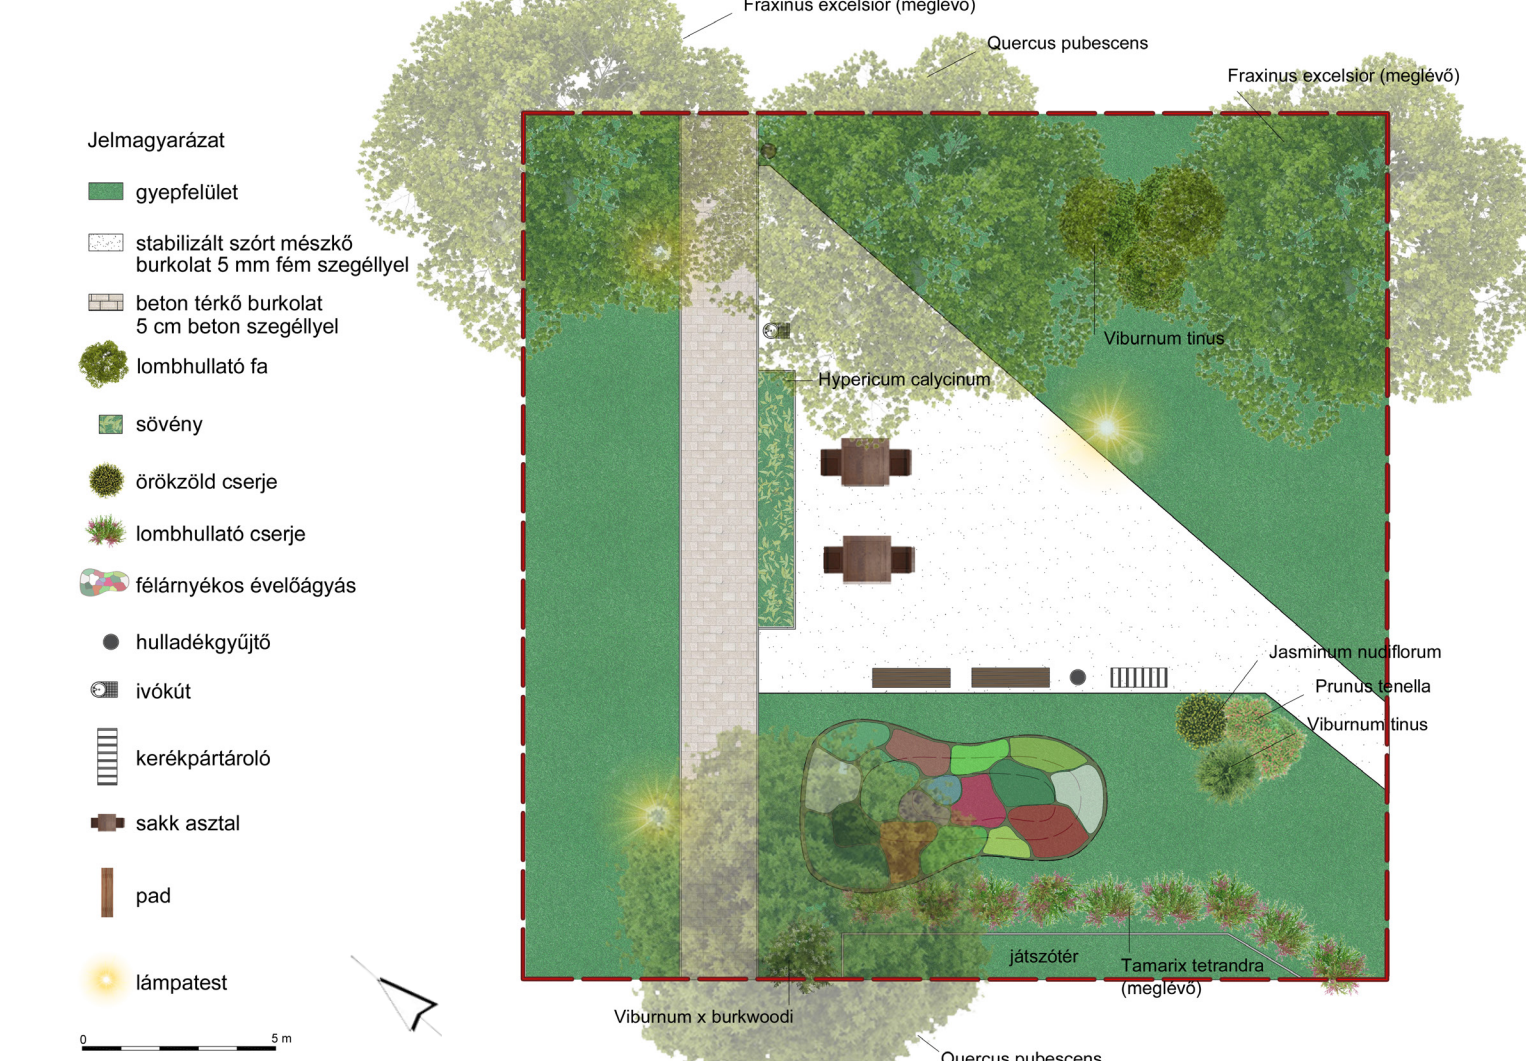 Fraxinus excelsior (meglévő)
Quercus pubescens
Fraxinus excelsior (meglévő)
Jelmagyarázat
gyepfelület
stabilizált szórt mészkő
burkolat 5 mm fém szegéllyel
beton térkő burkolat
5 cm beton szegéllyel
lombhullató fa
sövény
örökzöld cserje
lombhullató cserje
félárnyékos évelőágyás
hulladékgyűjtő
ivókút
kerékpártároló
sakk asztal
pad
lámpatest
0 5 m
Viburnum tinus
Hypericum calycinum
Jasminum nudiflorum
Prunus tenella
Viburnum tinus
játszótér
Tamarix tetrandra
(meglévő)
Viburnum x burkwoodi
Quercus pubescens